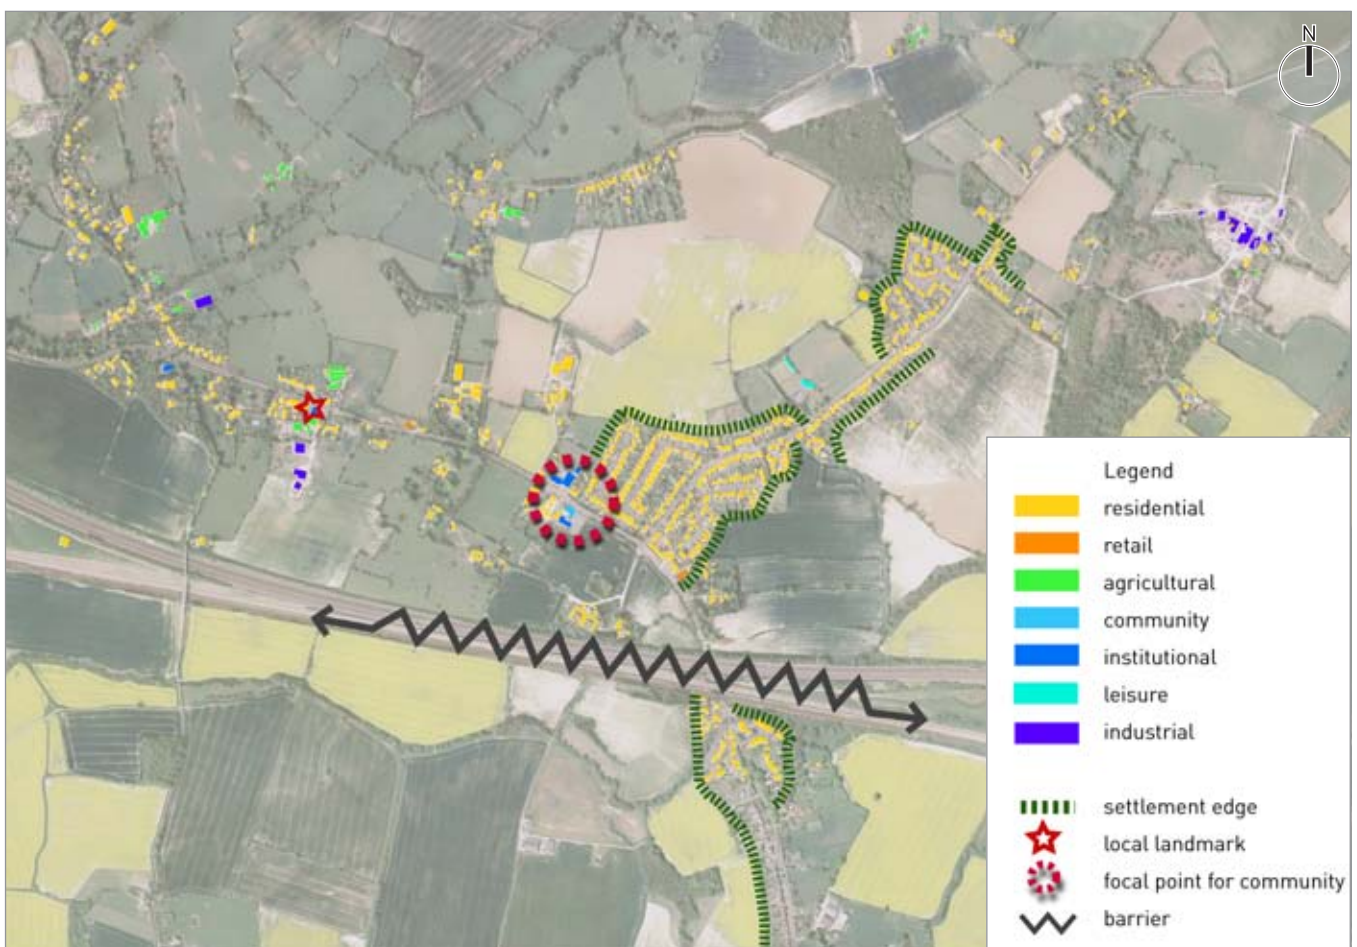 N
Legend
residential
retail
agricultural
community
institutional
leisure
industrial
settlement edge
local landmark
focal point for community
barrier